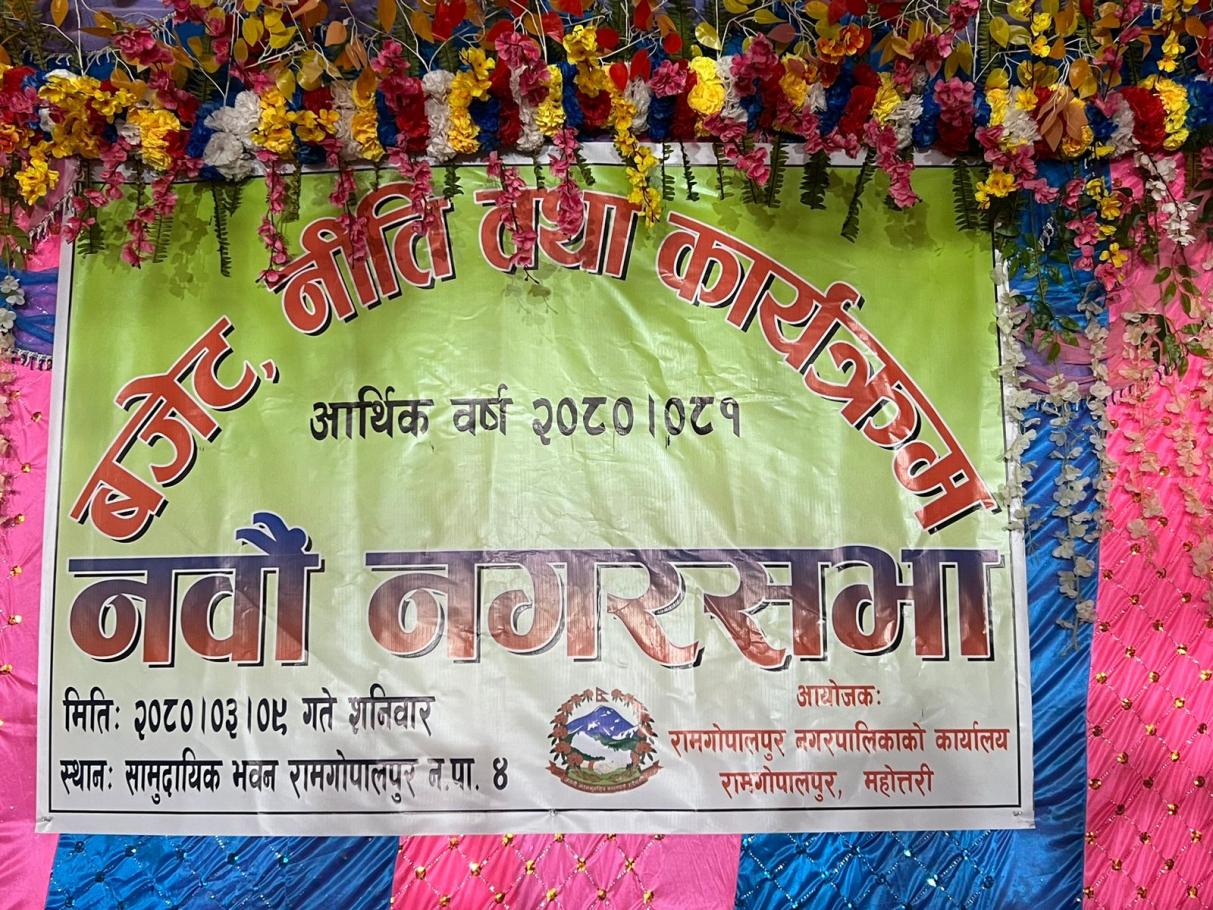 बजेट, नीति तथा कार्यक्रम
आर्थिक वर्ष २०८०।०८१
नवौं नगरसभा
मितिः २०८०।०३।०९ गते शनिवार
स्थानः सामुदायिक भवन रामगोपालपुर न.पा. ४
आयोजकः
रामगोपालपुर नगरपालिकाको कार्यालय
रामगोपालपुर, महोत्तरी